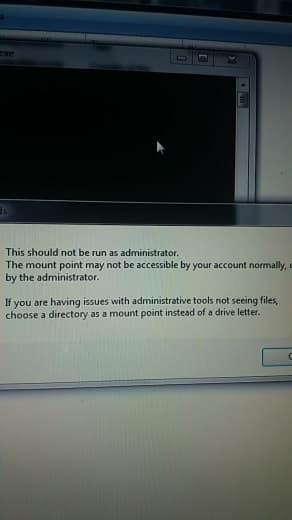 This should not be run as administrator.
The mount point may not be accessible by your account normally,
by the administrator.
If you are having issues with administrative tools not seeing files,
choose a directory as a mount point instead of a drive letter.